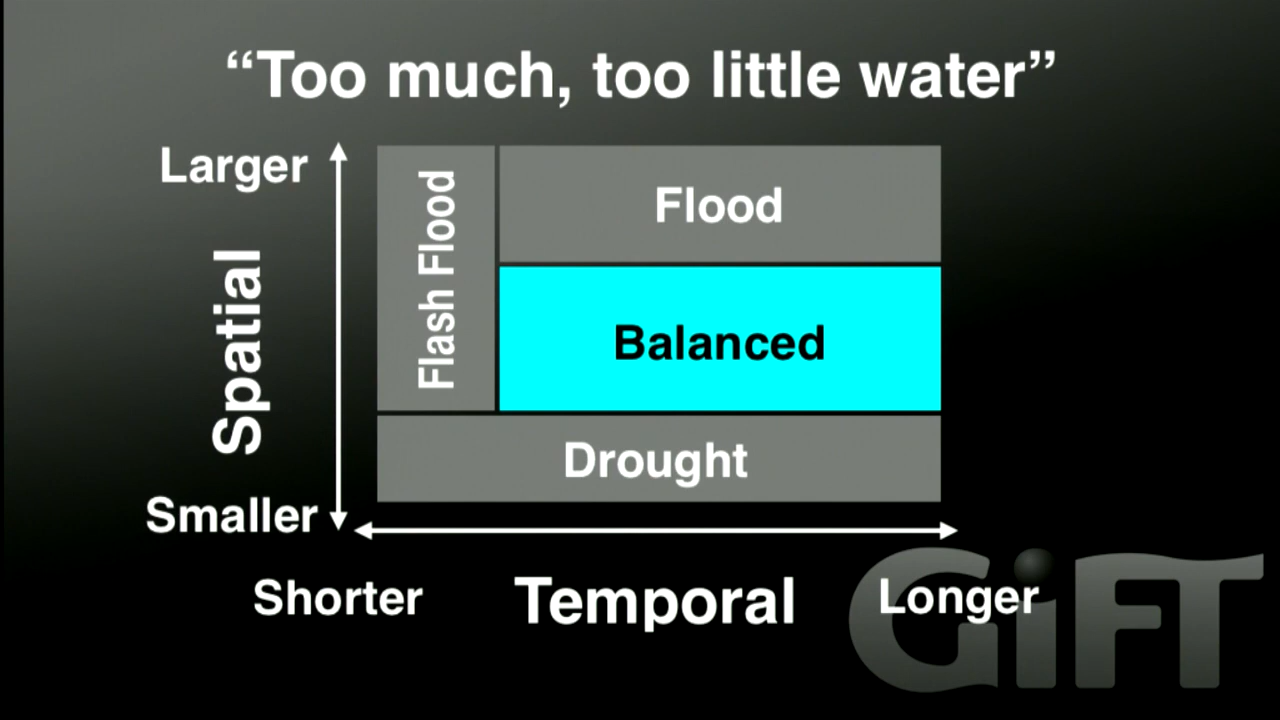 “Too much, too little water”
Larger
Spatial
Smaller
Flash Flood
Flood
Balanced
Drought
Shorter
Temporal
Longer
GiFT